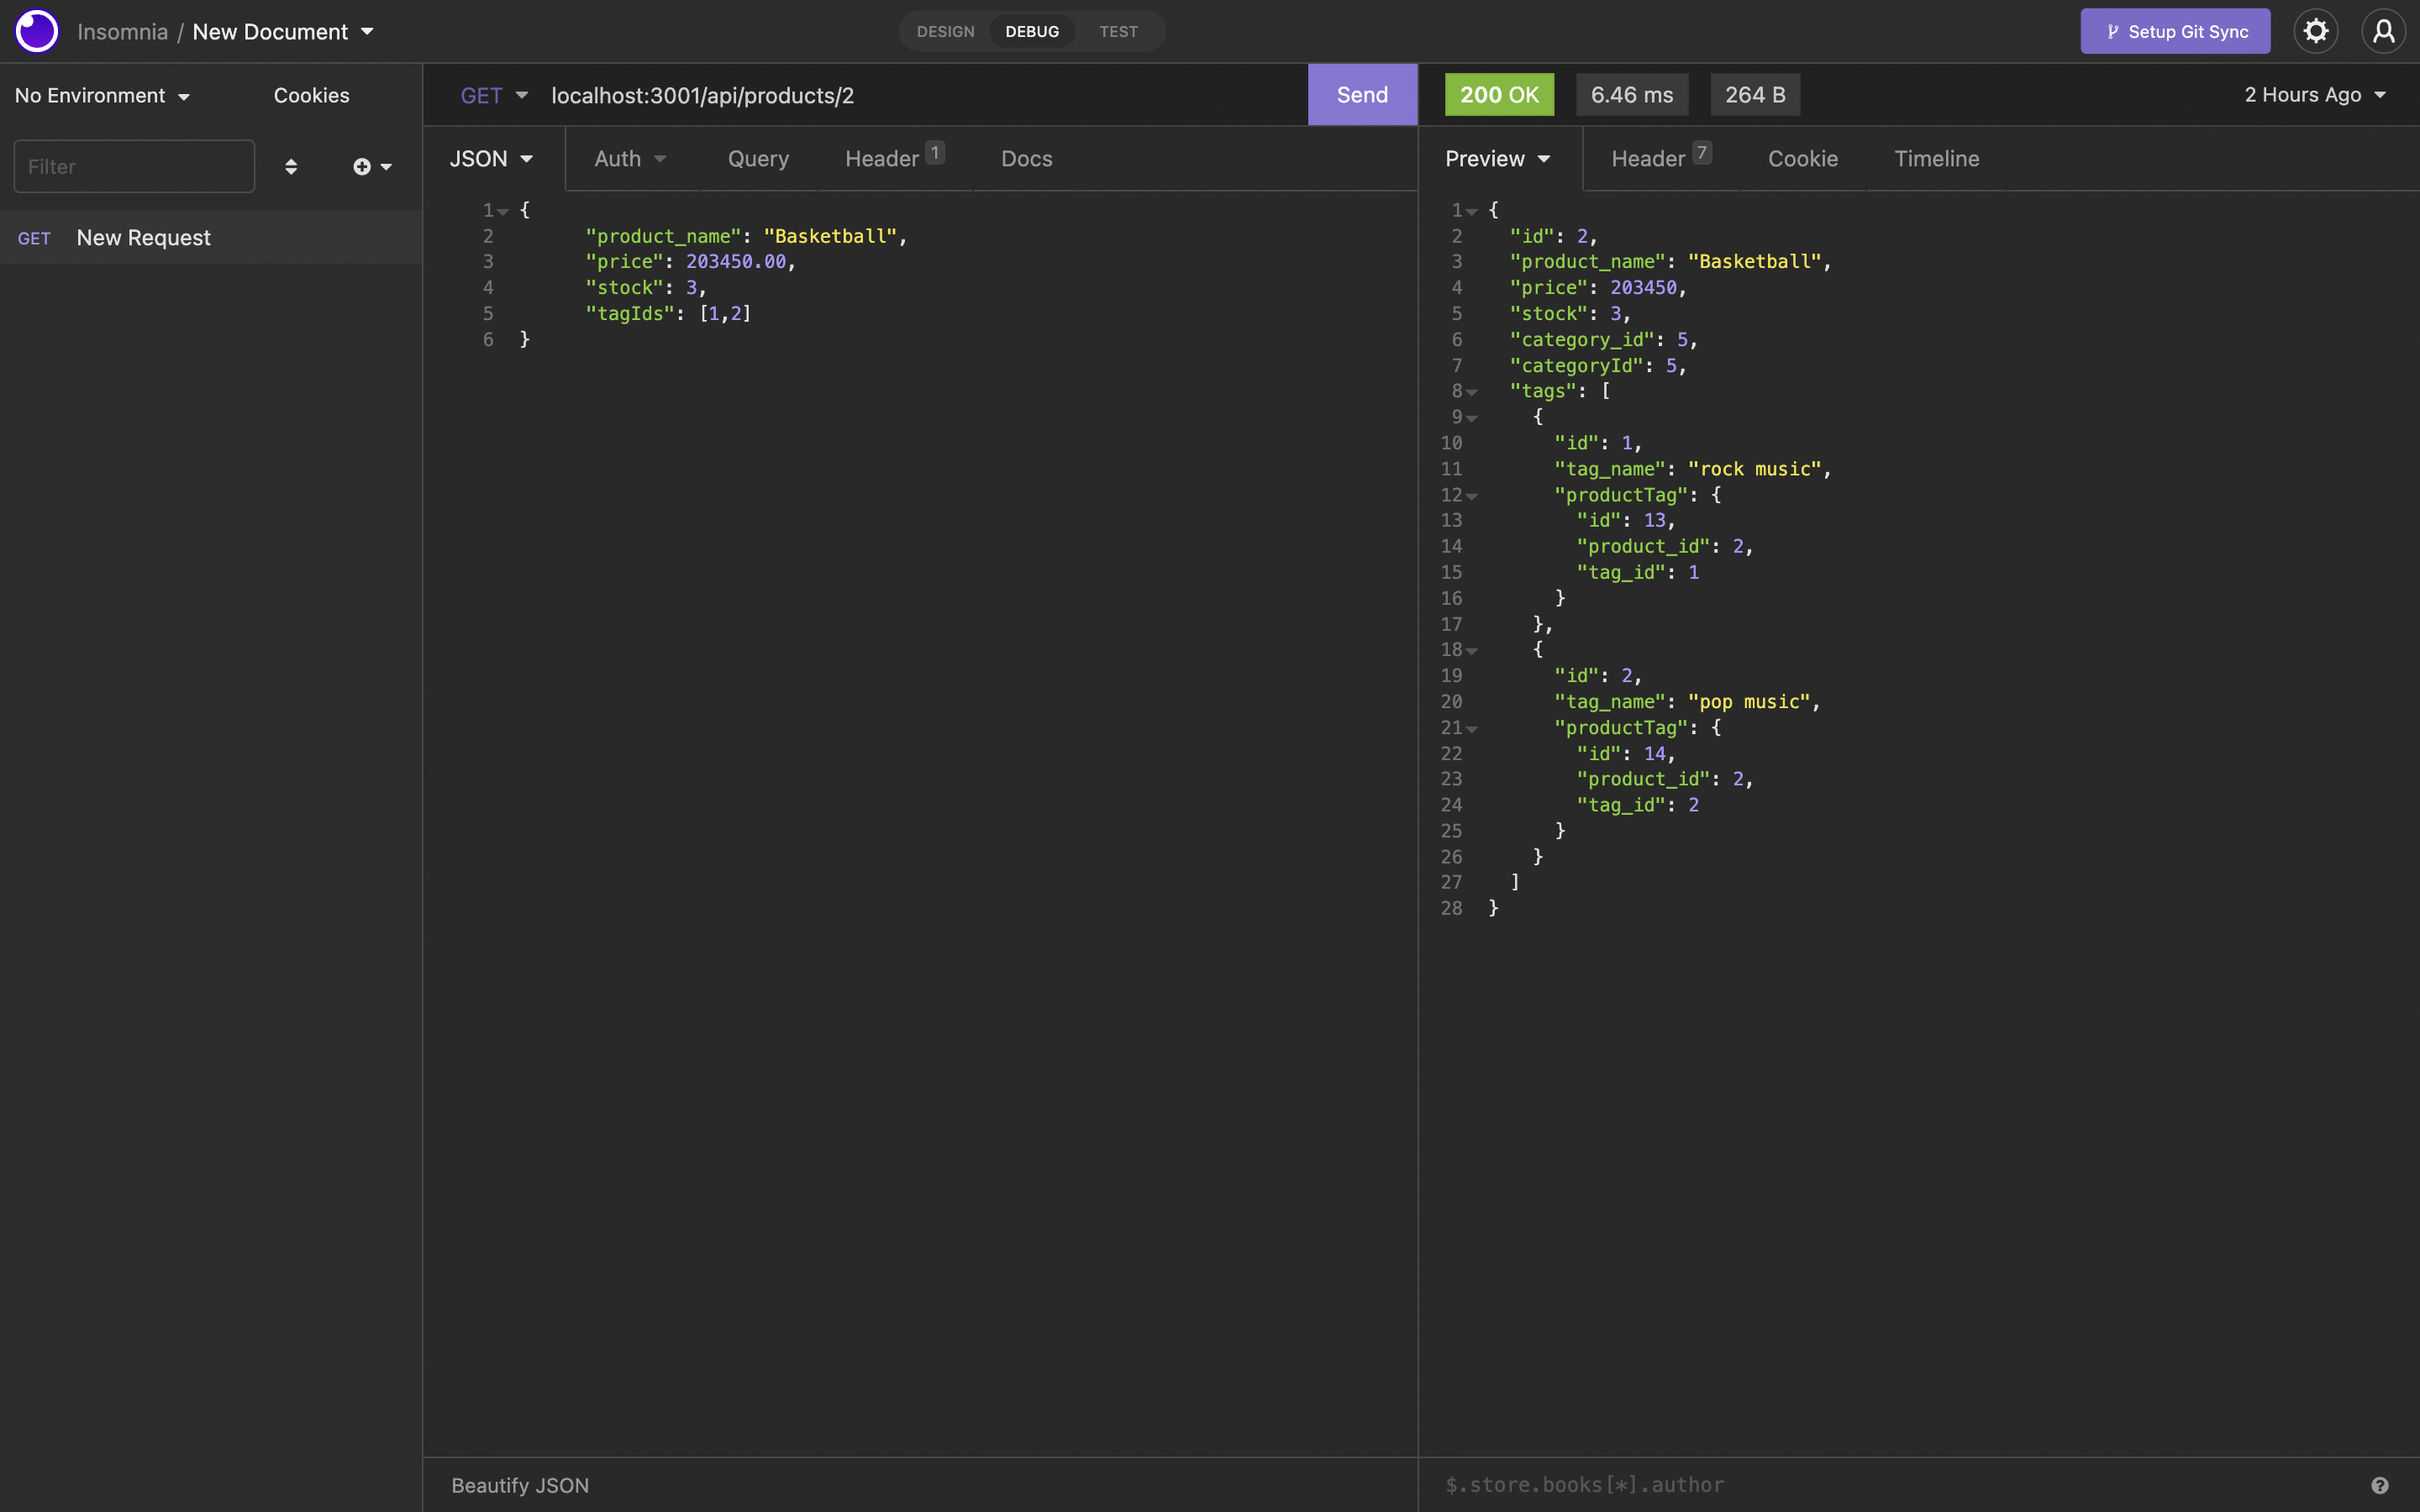 Insomnia / New Document
DESIGN DEBUG TEST
Setup Git Sync
No Environment Cookies
Filter
GET New Request
GET localhost:3001/api/products/2 Send
JSON Auth Query Header 1 Docs
1 {
2 "product_name": "Basketball",
3 "price": 203450.00,
4 "stock": 3,
5 "tagIds": [1,2]
6 }
Beautify JSON
200 OK 6.46 ms 264 B 2 Hours Ago
Preview Header 7 Cookie Timeline
1 {
2 "id": 2,
3 "product_name": "Basketball",
4 "price": 203450,
5 "stock": 3,
6 "category_id": 5,
7 "categoryId": 5,
8 "tags": [
9 {
10 "id": 1,
11 "tag_name": "rock music",
12 "productTag": {
13 "id": 13,
14 "product_id": 2,
15 "tag_id": 1
16 }
17 },
18 {
19 "id": 2,
20 "tag_name": "pop music",
21 "productTag": {
22 "id": 14,
23 "product_id": 2,
24 "tag_id": 2
25 }
26 }
27 ]
28 }
$.store.books[*].author
?